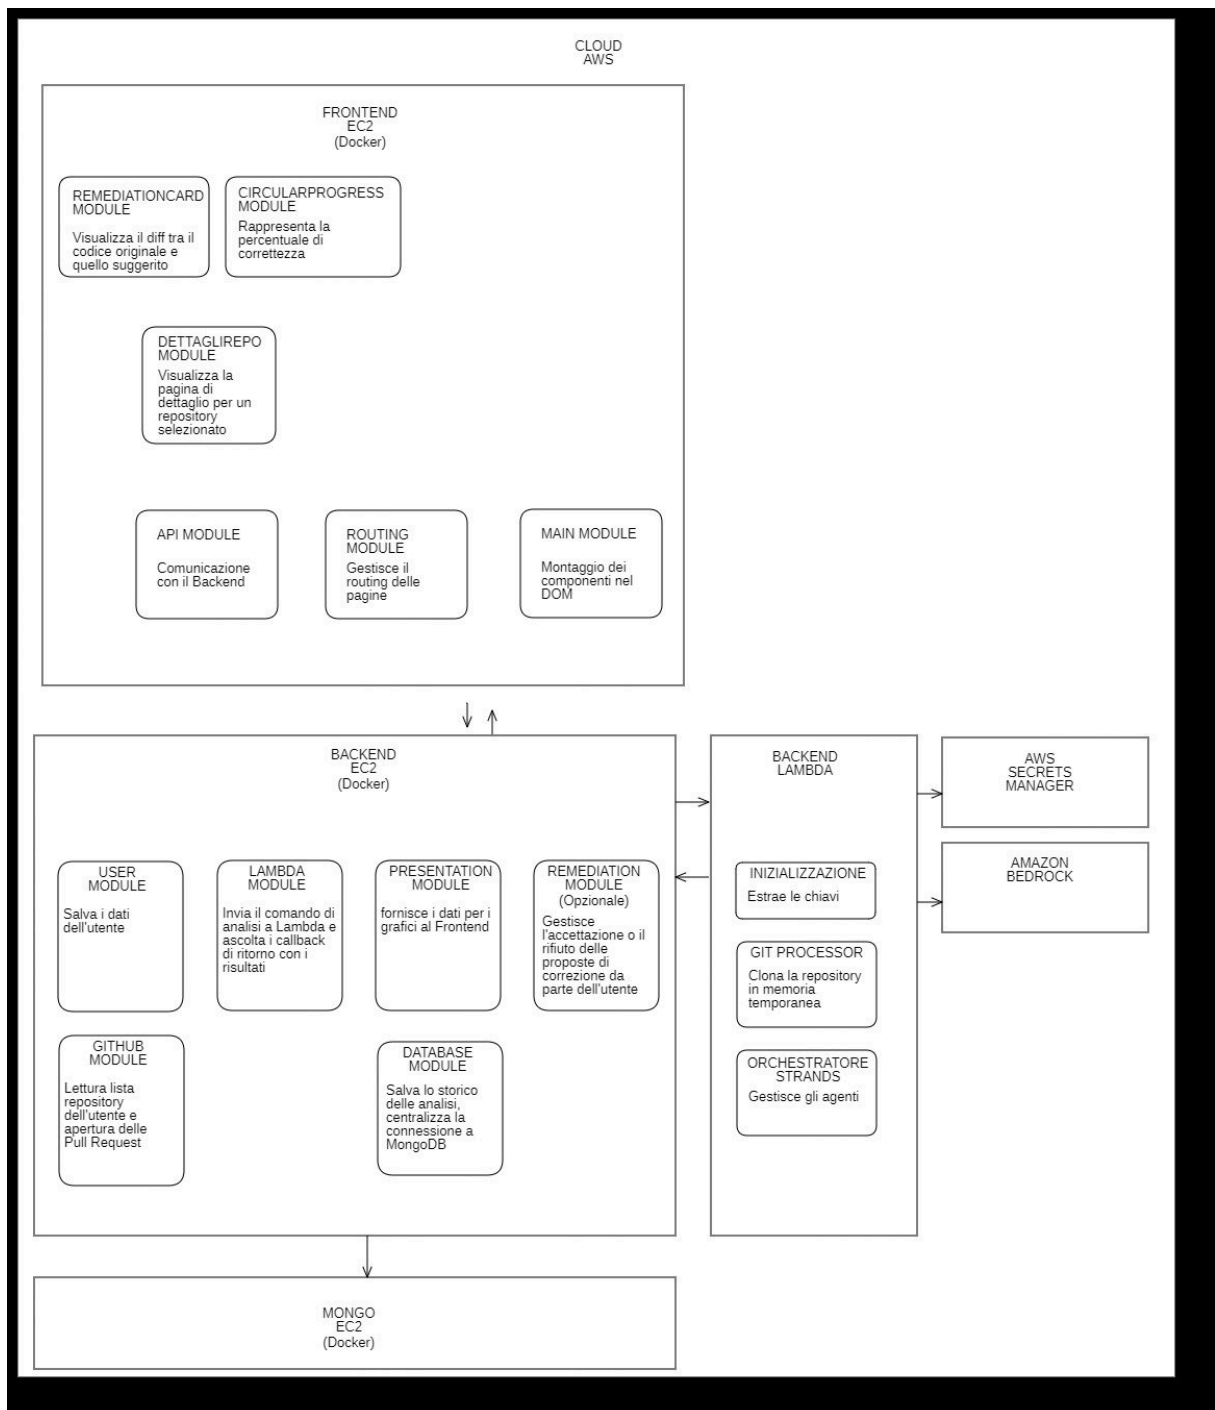 CLOUD
AWS
FRONTEND
EC2
(Docker)
REMEDIATIONCARD
MODULE
Visualizza il diff tra il
codice originale e
quello suggerito
CIRCULARPROGRESS
MODULE
Rappresenta la
percentuale di
correttezza
DETTAGLIREPO
MODULE
Visualizza la
pagina di
dettaglio per un
repository
selezionato
API MODULE
Comunicazione
con il Backend
ROUTING
MODULE
Gestisce il
routing delle
pagine
MAIN MODULE
Montaggio dei
componenti nel
DOM
BACKEND
EC2
(Docker)
USER
MODULE
Salva i dati
dell'utente
LAMBDA
MODULE
Invia il comando di
analisi a Lambda e
ascolta i callback
di ritorno con i
risultati
PRESENTATION
MODULE
fornisce i dati per i
grafici al Frontend
REMEDIATION
MODULE
(Opzionale)
Gestisce
l'accettazione o il
rifiuto delle
proposte di
correzione da
parte dell'utente
GITHUB
MODULE
Lettura lista
repository
dell'utente e
apertura delle
Pull Request
DATABASE
MODULE
Salva lo storico
delle analisi,
centralizza la
connessione a
MongoDB
BACKEND
LAMBDA
INIZIALIZZAZIONE
Estrae le chiavi
GIT PROCESSOR
Clona la repository
in memoria
temporanea
ORCHESTRATORE
STRANDS
Gestisce gli agenti
AWS
SECRETS
MANAGER
AMAZON
BEDROCK
MONGO
EC2
(Docker)